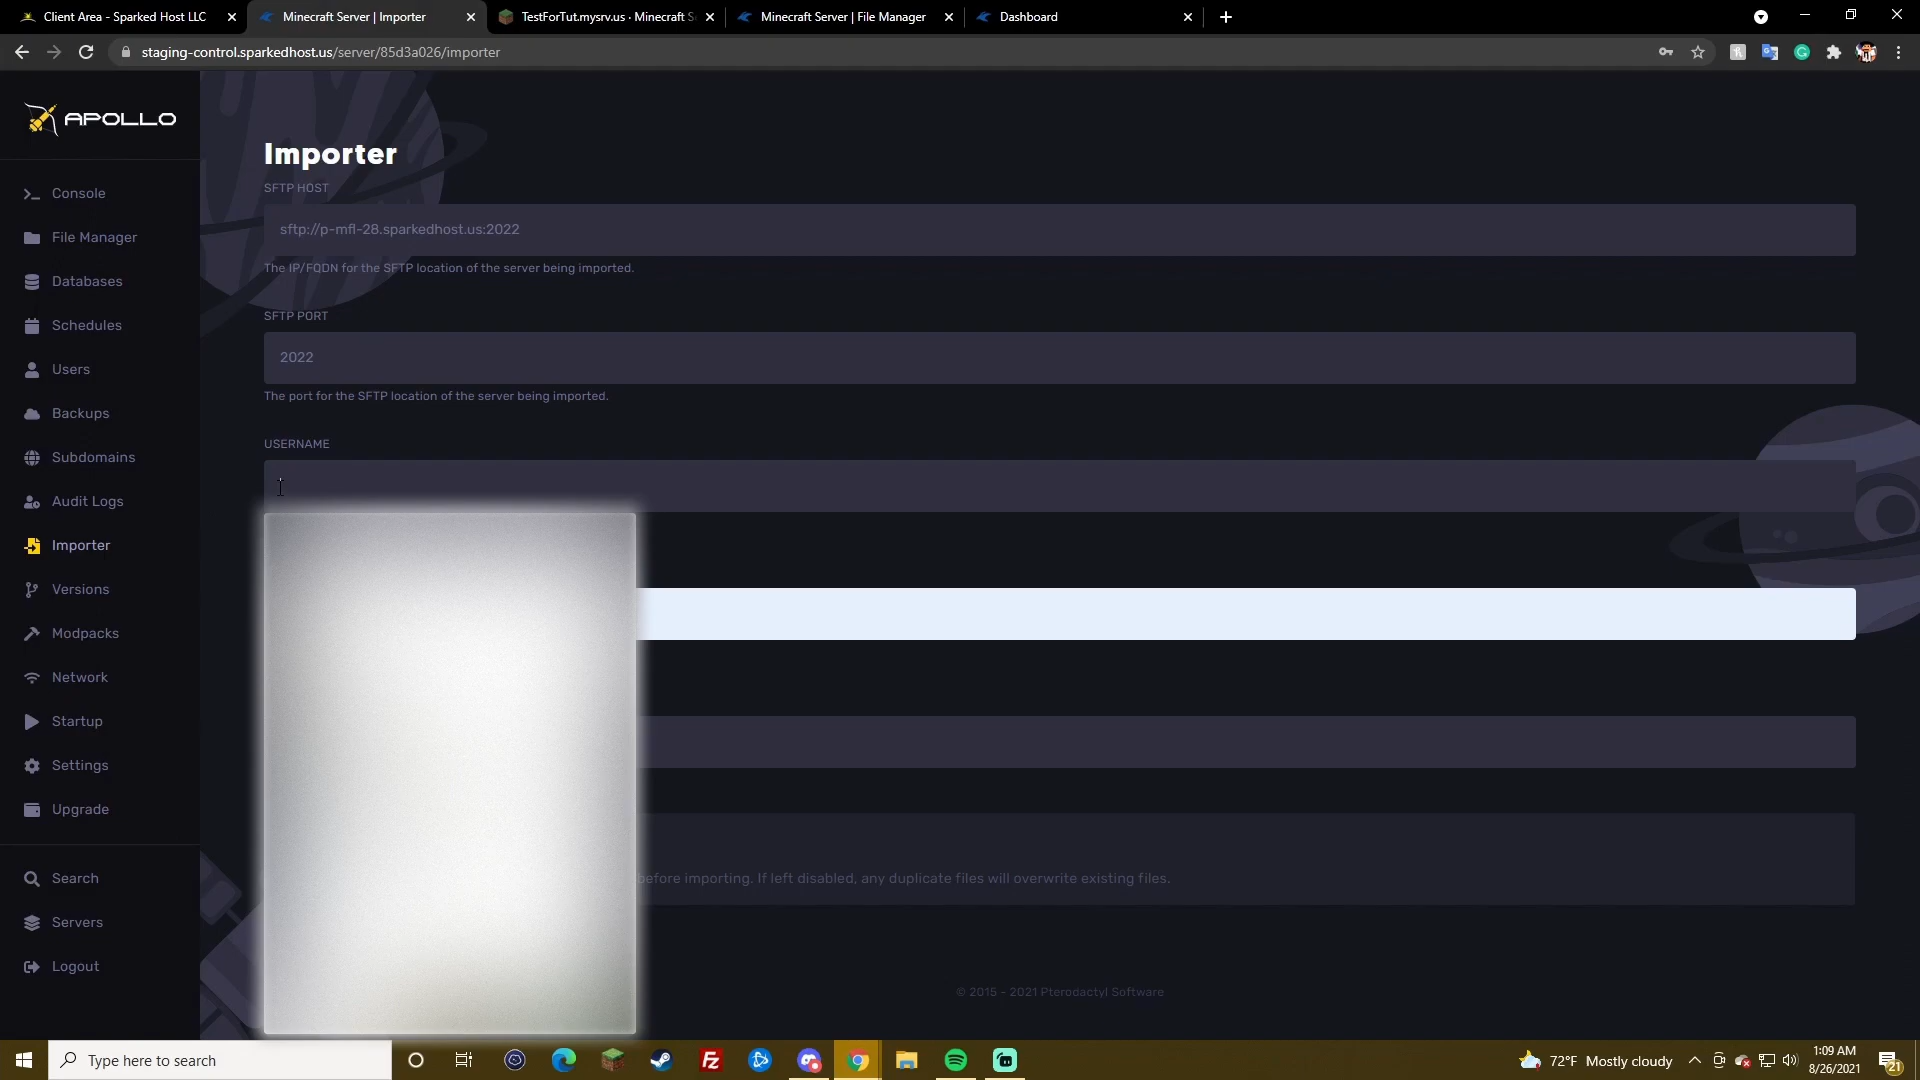 Client Area - Sparked Host LLC
Minecraft Server | Importer
TestForTut.mysrv.us · Minecraft S
Minecraft Server | File Manager
Dashboard
staging-control.sparkedhost.us/server/85d3a026/importer
APOLLO
Console
File Manager
Databases
Schedules
Users
Backups
Subdomains
Audit Logs
Importer
Versions
Modpacks
Network
Startup
Settings
Upgrade
Search
Servers
Logout
Importer
SFTP HOST
sftp://p-mfl-28.sparkedhost.us:2022
The IP/FQDN for the SFTP location of the server being imported.
SFTP PORT
2022
The port for the SFTP location of the server being imported.
USERNAME
before importing. If left disabled, any duplicate files will overwrite existing files.
© 2015 - 2021 Pterodactyl Software
Type here to search
72°F Mostly cloudy
1:09 AM
8/26/2021
21